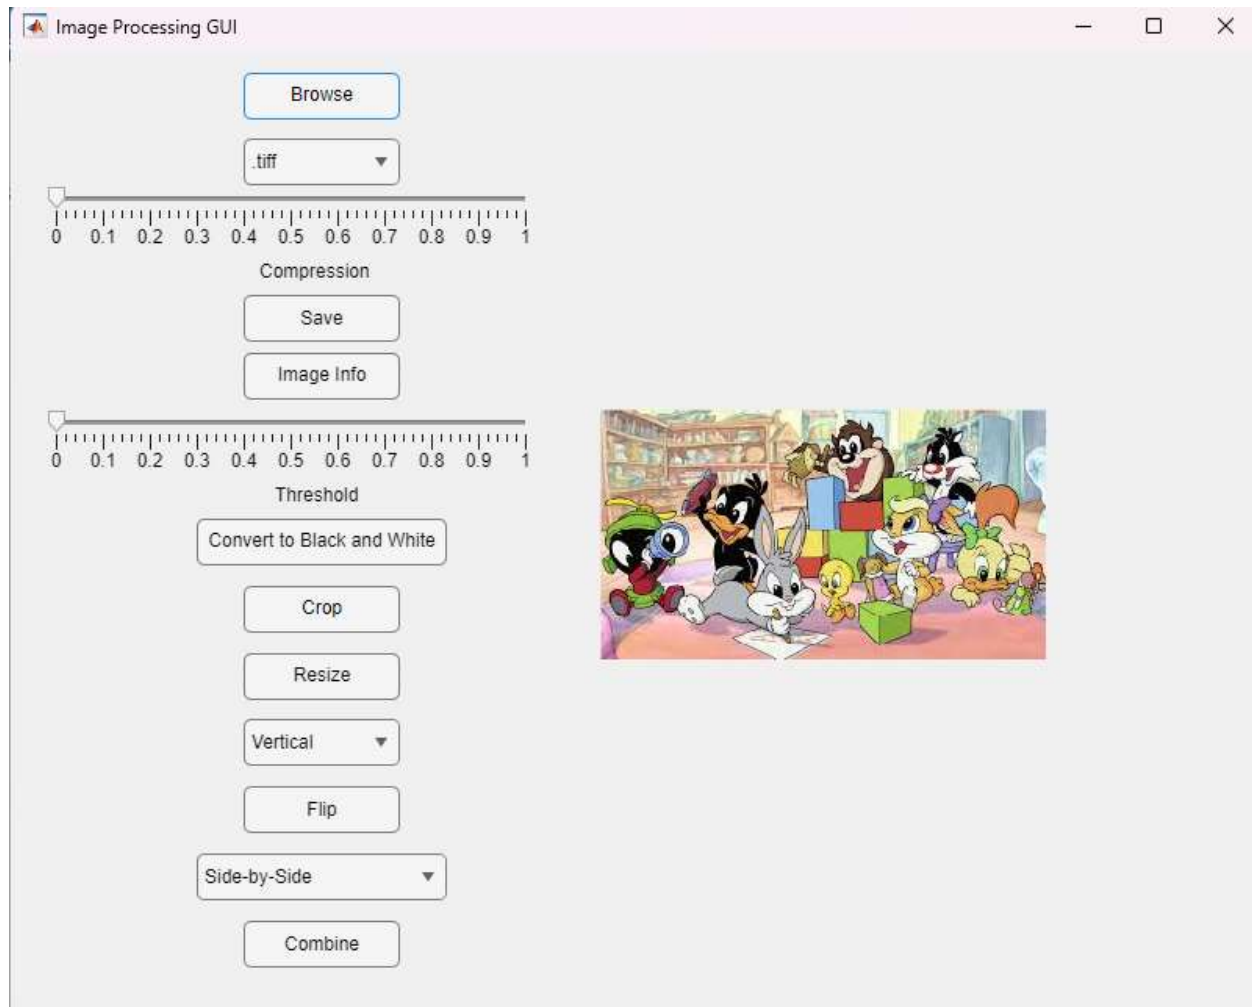 Image Processing GUI
Browse
.tiff
0 0.1 0.2 0.3 0.4 0.5 0.6 0.7 0.8 0.9 1
Compression
Save
Image Info
0 0.1 0.2 0.3 0.4 0.5 0.6 0.7 0.8 0.9 1
Threshold
Convert to Black and White
Crop
Resize
Vertical
Flip
Side-by-Side
Combine